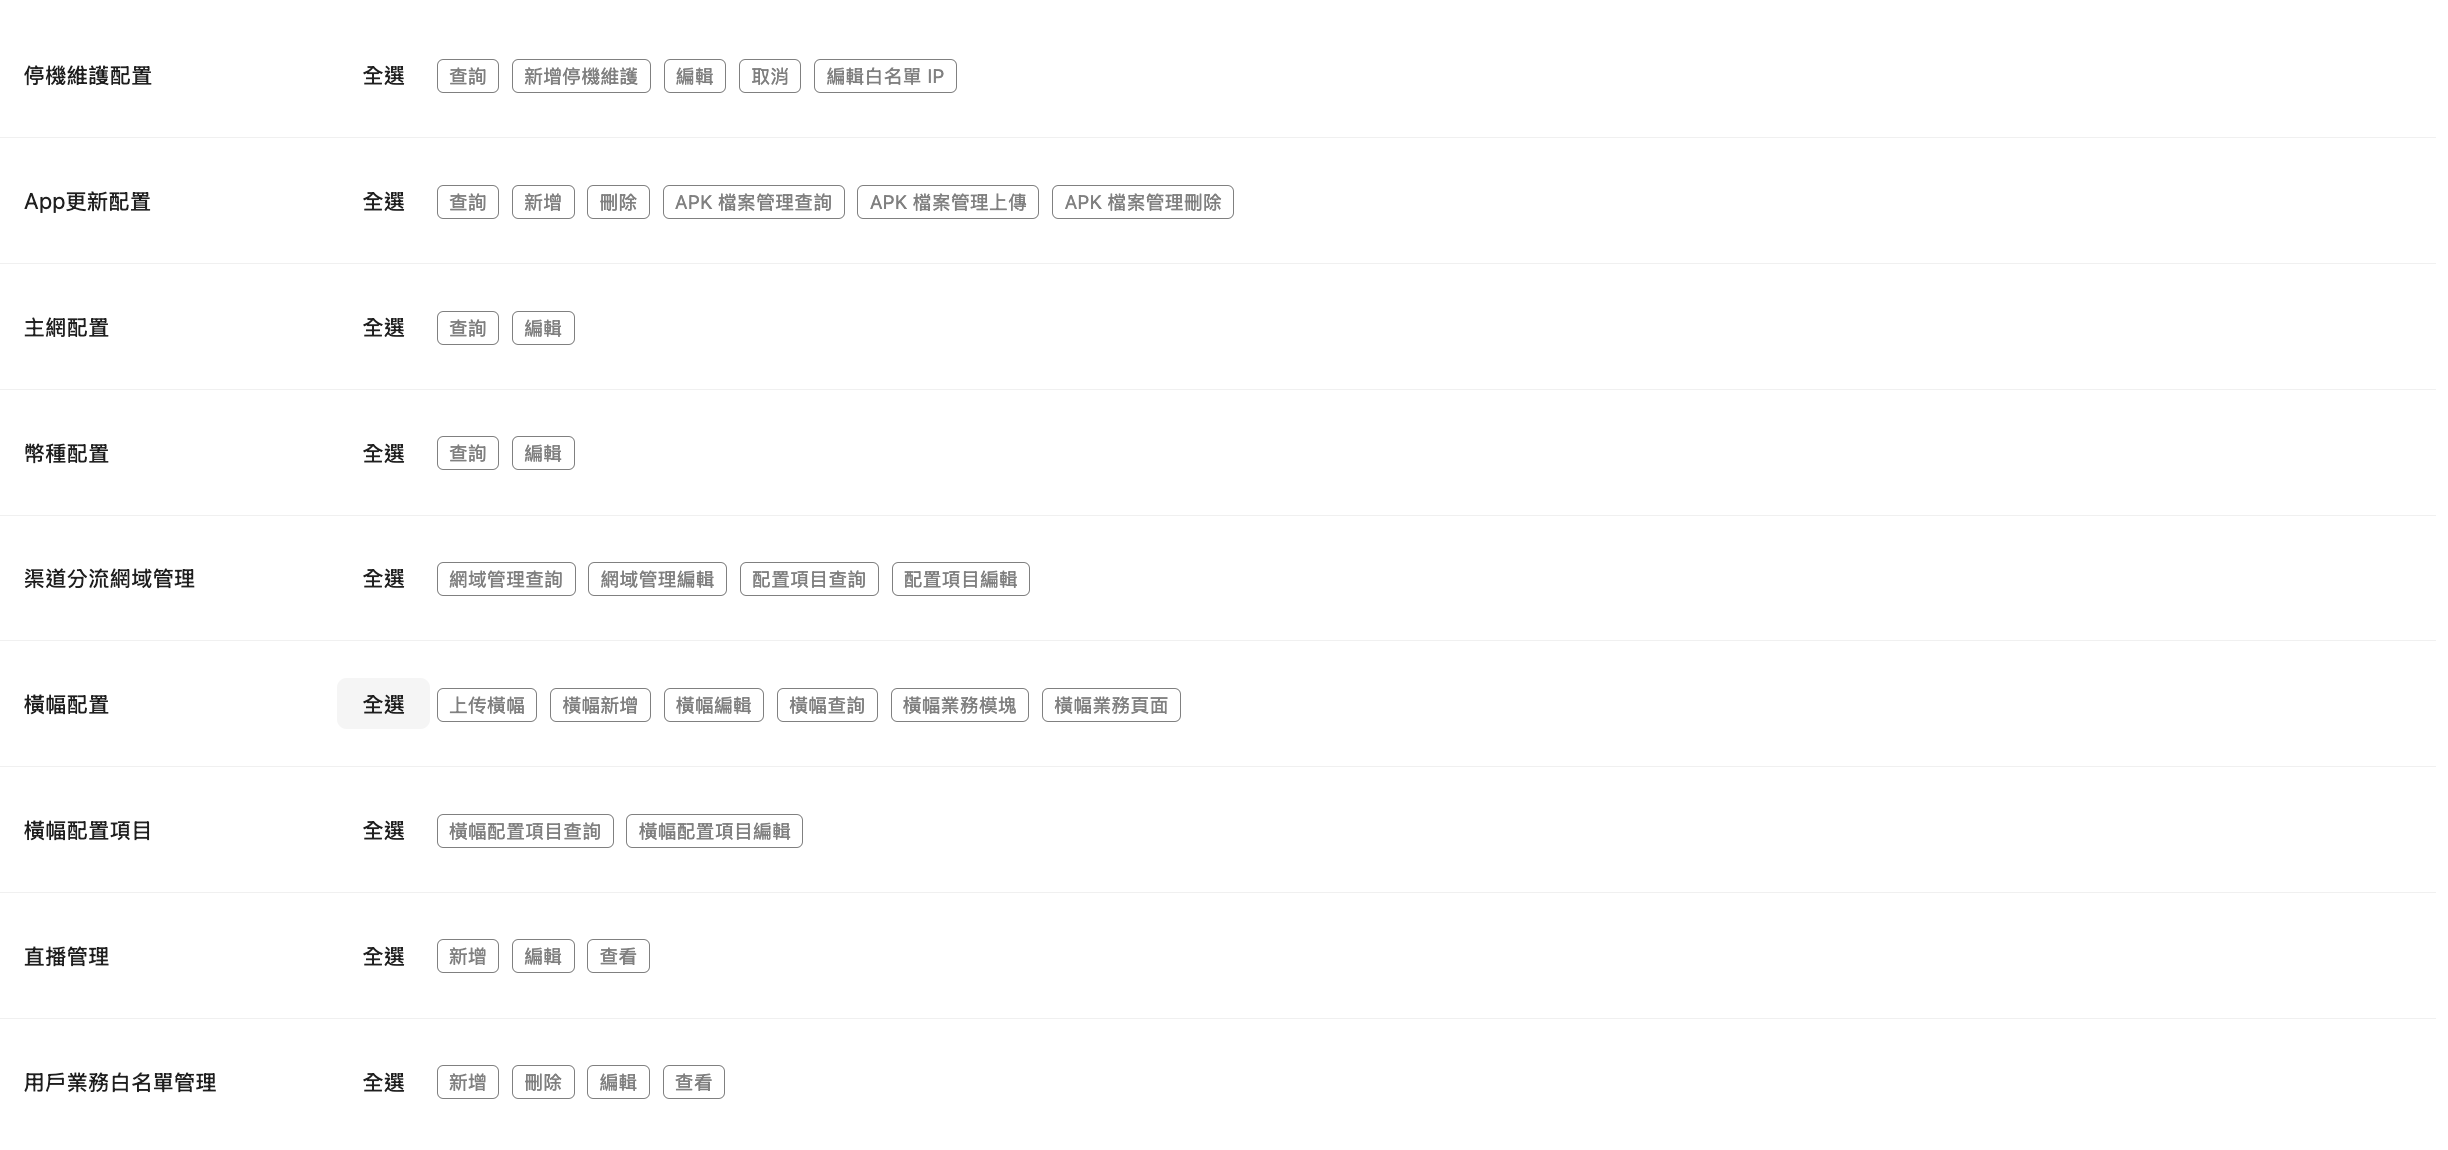 停機維護配置 全選 查詢 新增停機維護 編輯 取消 編輯白名單 IP
App更新配置 全選 查詢 新增 刪除 APK 檔案管理查詢 APK 檔案管理上傳 APK 檔案管理刪除
主網配置 全選 查詢 編輯
幣種配置 全選 查詢 編輯
渠道分流網域管理 全選 網域管理查詢 網域管理編輯 配置項目查詢 配置項目編輯
橫幅配置 全選 上传橫幅 橫幅新增 橫幅編輯 橫幅查詢 橫幅業務模塊 橫幅業務頁面
橫幅配置項目 全選 橫幅配置項目查詢 橫幅配置項目編輯
直播管理 全選 新增 編輯 查看
用戶業務白名單管理 全選 新增 刪除 編輯 查看